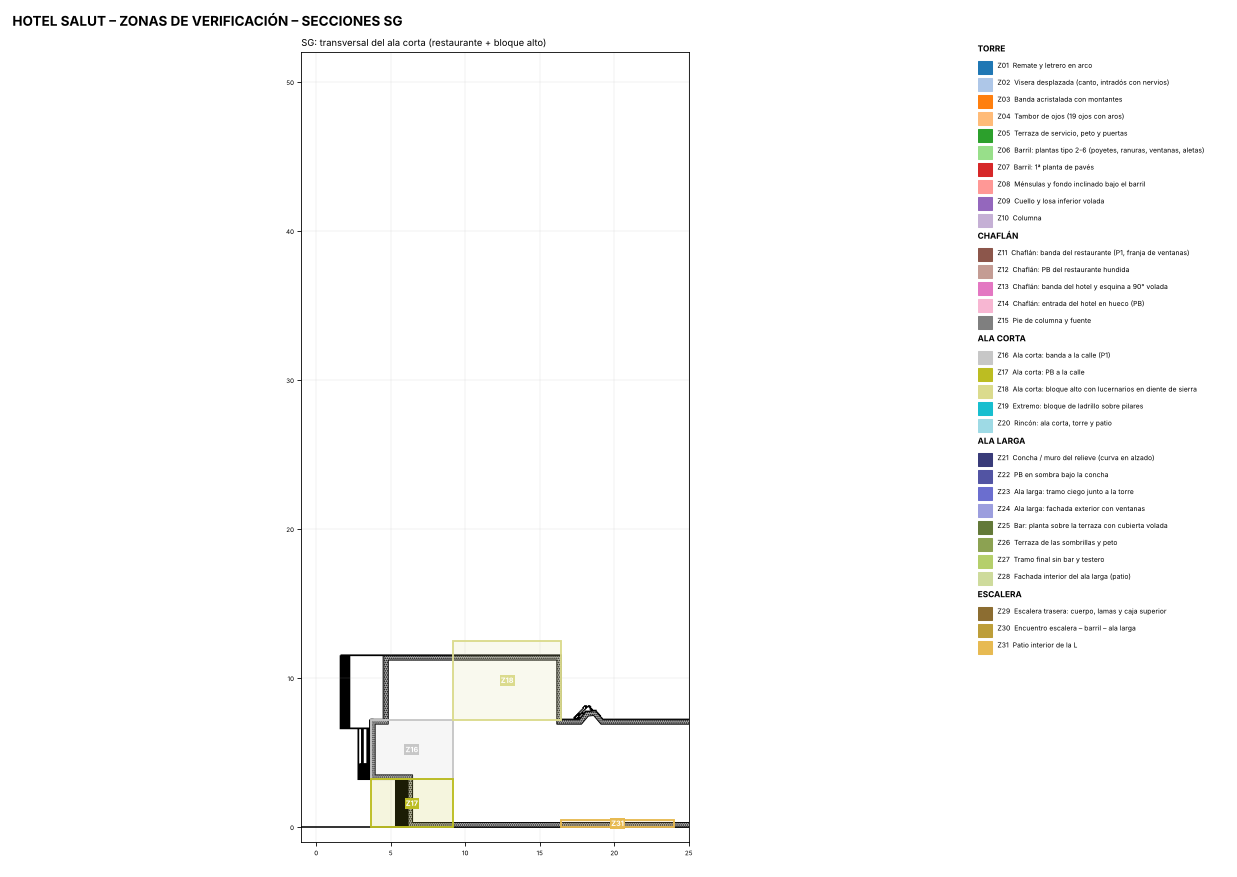 HOTEL SALUT – ZONAS DE VERIFICACIÓN – SECCIONES SG
SG: transversal del ala corta (restaurante + bloque alto)
50
40
30
20
10
0
0 5 10 15 20 25
Z18
Z16
Z17
Z31
TORRE
Z01 Remate y letrero en arco
Z02 Visera desplazada (canto, intradós con nervios)
Z03 Banda acristalada con montantes
Z04 Tambor de ojos (19 ojos con aros)
Z05 Terraza de servicio, peto y puertas
Z06 Barril: plantas tipo 2–6 (poyetes, ranuras, ventanas, aletas)
Z07 Barril: 1ª planta de pavés
Z08 Ménsulas y fondo inclinado bajo el barril
Z09 Cuello y losa inferior volada
Z10 Columna
CHAFLÁN
Z11 Chaflán: banda del restaurante (P1, franja de ventanas)
Z12 Chaflán: PB del restaurante hundida
Z13 Chaflán: banda del hotel y esquina a 90° volada
Z14 Chaflán: entrada del hotel en hueco (PB)
Z15 Pie de columna y fuente
ALA CORTA
Z16 Ala corta: banda a la calle (P1)
Z17 Ala corta: PB a la calle
Z18 Ala corta: bloque alto con lucernarios en diente de sierra
Z19 Extremo: bloque de ladrillo sobre pilares
Z20 Rincón: ala corta, torre y patio
ALA LARGA
Z21 Concha / muro del relieve (curva en alzado)
Z22 PB en sombra bajo la concha
Z23 Ala larga: tramo ciego junto a la torre
Z24 Ala larga: fachada exterior con ventanas
Z25 Bar: planta sobre la terraza con cubierta volada
Z26 Terraza de las sombrillas y peto
Z27 Tramo final sin bar y testero
Z28 Fachada interior del ala larga (patio)
ESCALERA
Z29 Escalera trasera: cuerpo, lamas y caja superior
Z30 Encuentro escalera – barril – ala larga
Z31 Patio interior de la L